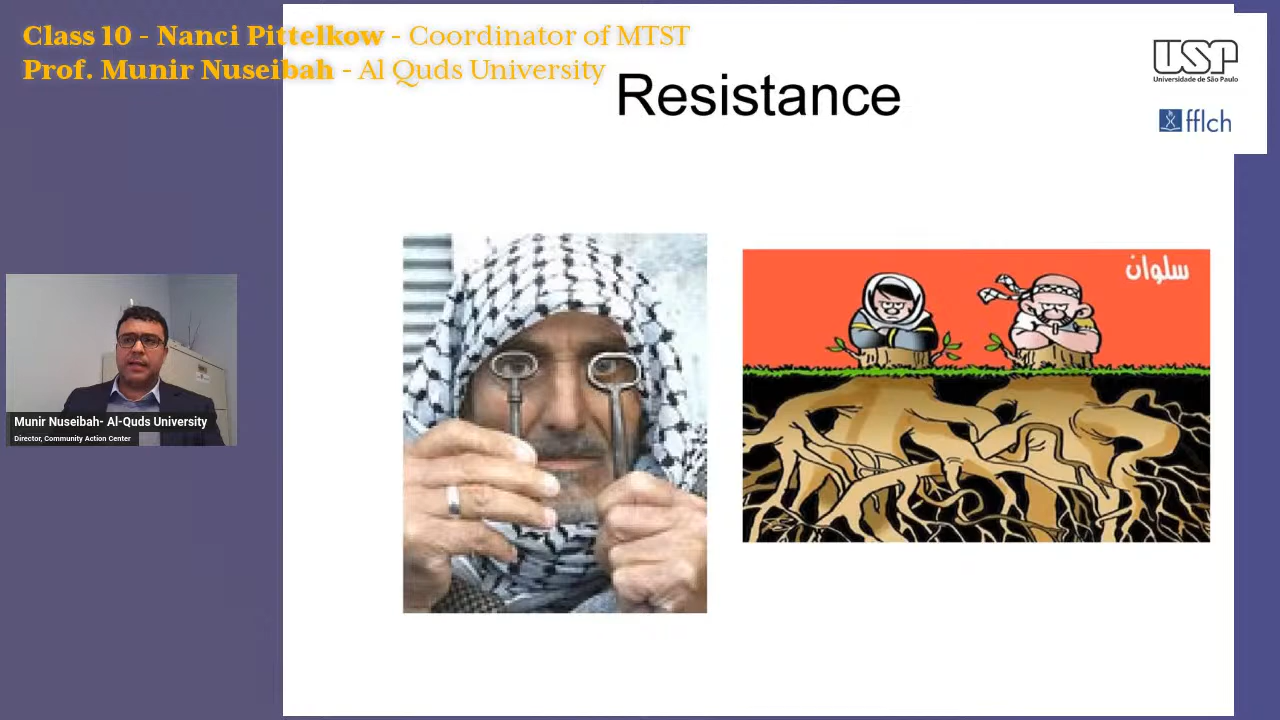 Class 10 - Nanci Pittelkow - Coordinator of MTST
Prof. Munir Nuseibah - Al Quds University
Resistance
USP
Universidade de São Paulo
fflch
سلوان
Munir Nuseibah- Al-Quds University
Director, Community Action Center